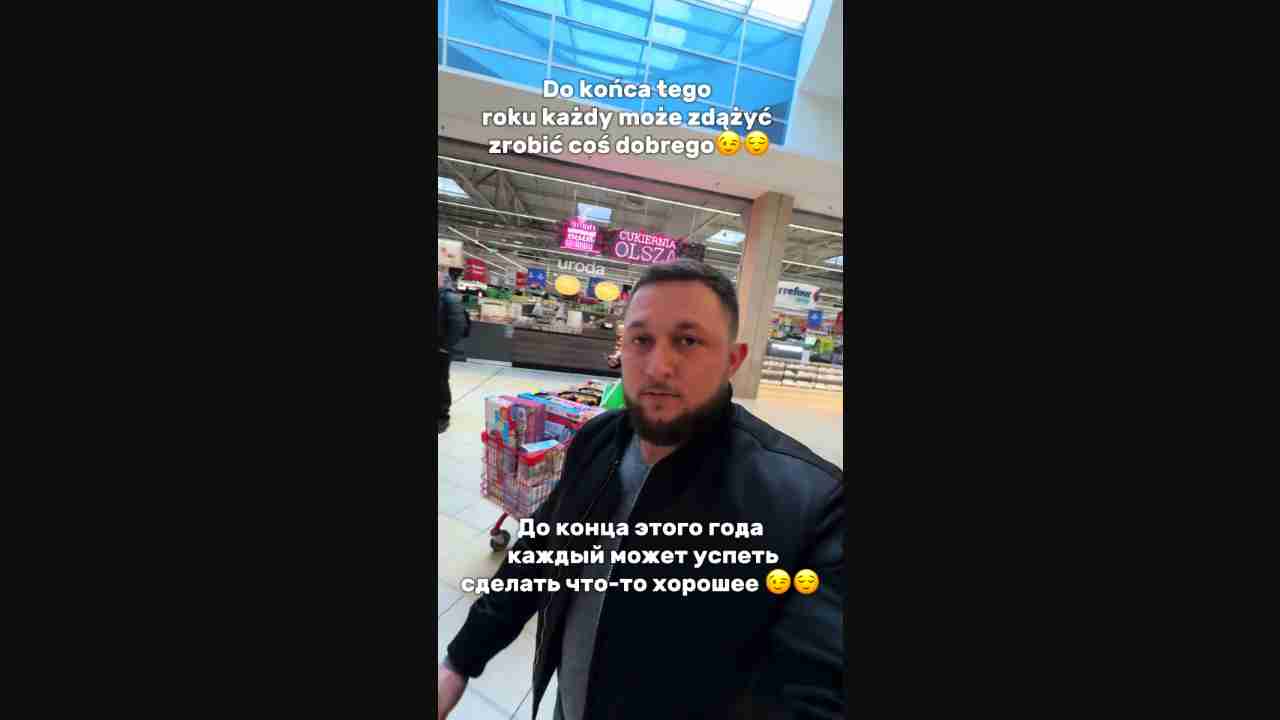 Do końca tego
roku każdy może zdążyć
zrobić coś dobrego😉😌
CUKIERNIA
OLSZA
uroda
До конца этого года
каждый может успеть
сделать что-то хорошее 😉😌